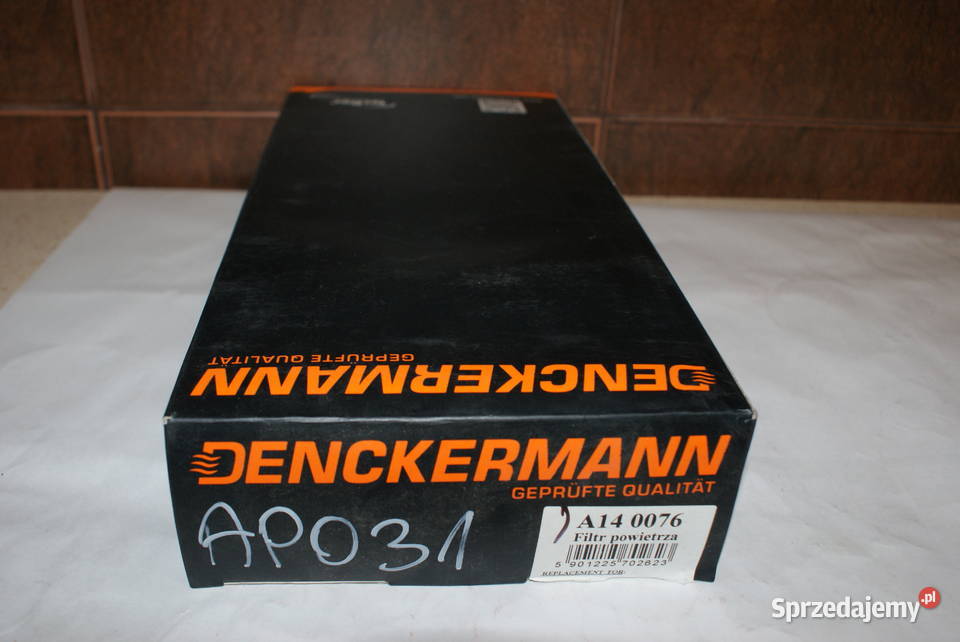 DENCKERMANN
GEPRÜFTE QUALITÄT
DENCKERMANN
GEPRÜFTE QUALITÄT
AP031
A14 0076
Filtr powietrza
5 901225 702623
REPLACEMENT FOR:
Sprzedajemy.pl